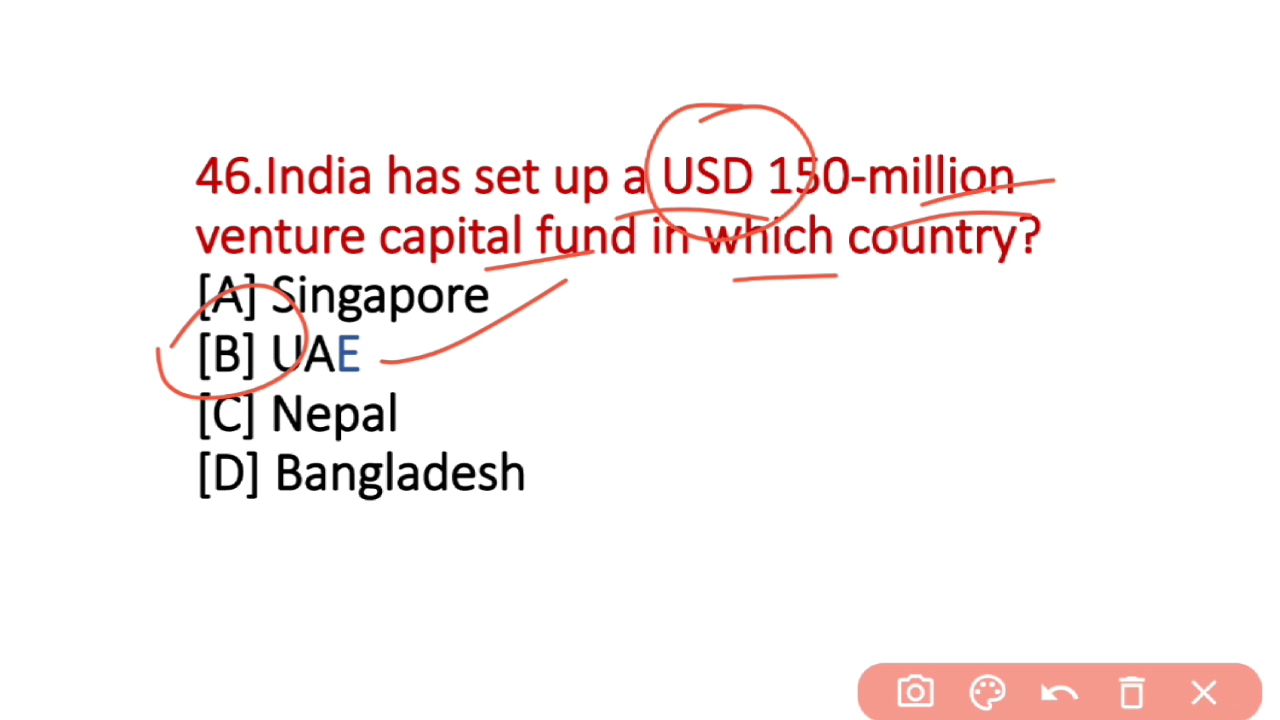 46.India has set up a USD 150-million
venture capital fund in which country?
[A] Singapore
[B] UAE
[C] Nepal
[D] Bangladesh